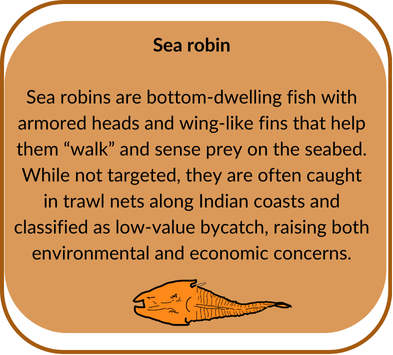 Sea robin
Sea robins are bottom-dwelling fish with
armored heads and wing-like fins that help
them “walk” and sense prey on the seabed.
While not targeted, they are often caught
in trawl nets along Indian coasts and
classified as low-value bycatch, raising both
environmental and economic concerns.